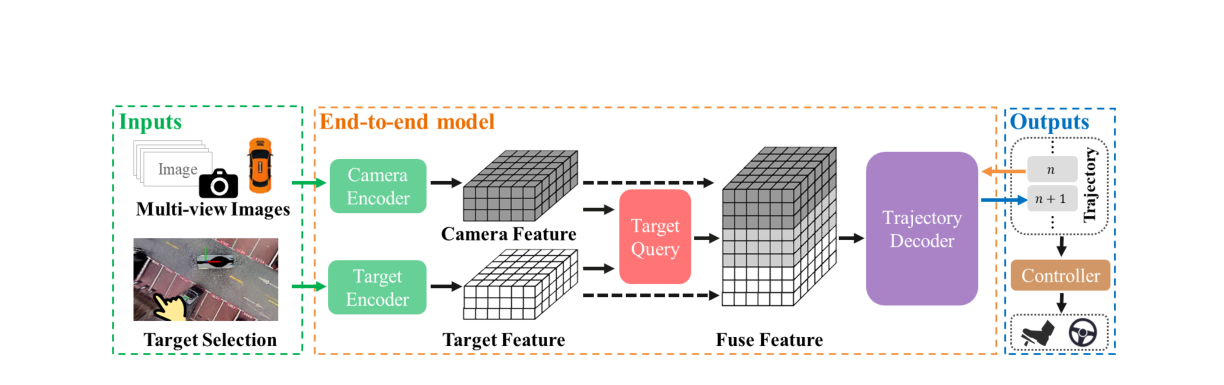 Inputs
Image
Multi-view Images
Target Selection
End-to-end model
Camera
Encoder
Camera Feature
Target
Encoder
Target Feature
Target
Query
Fuse Feature
Trajectory
Decoder
Outputs
n
n + 1
Trajectory
Controller